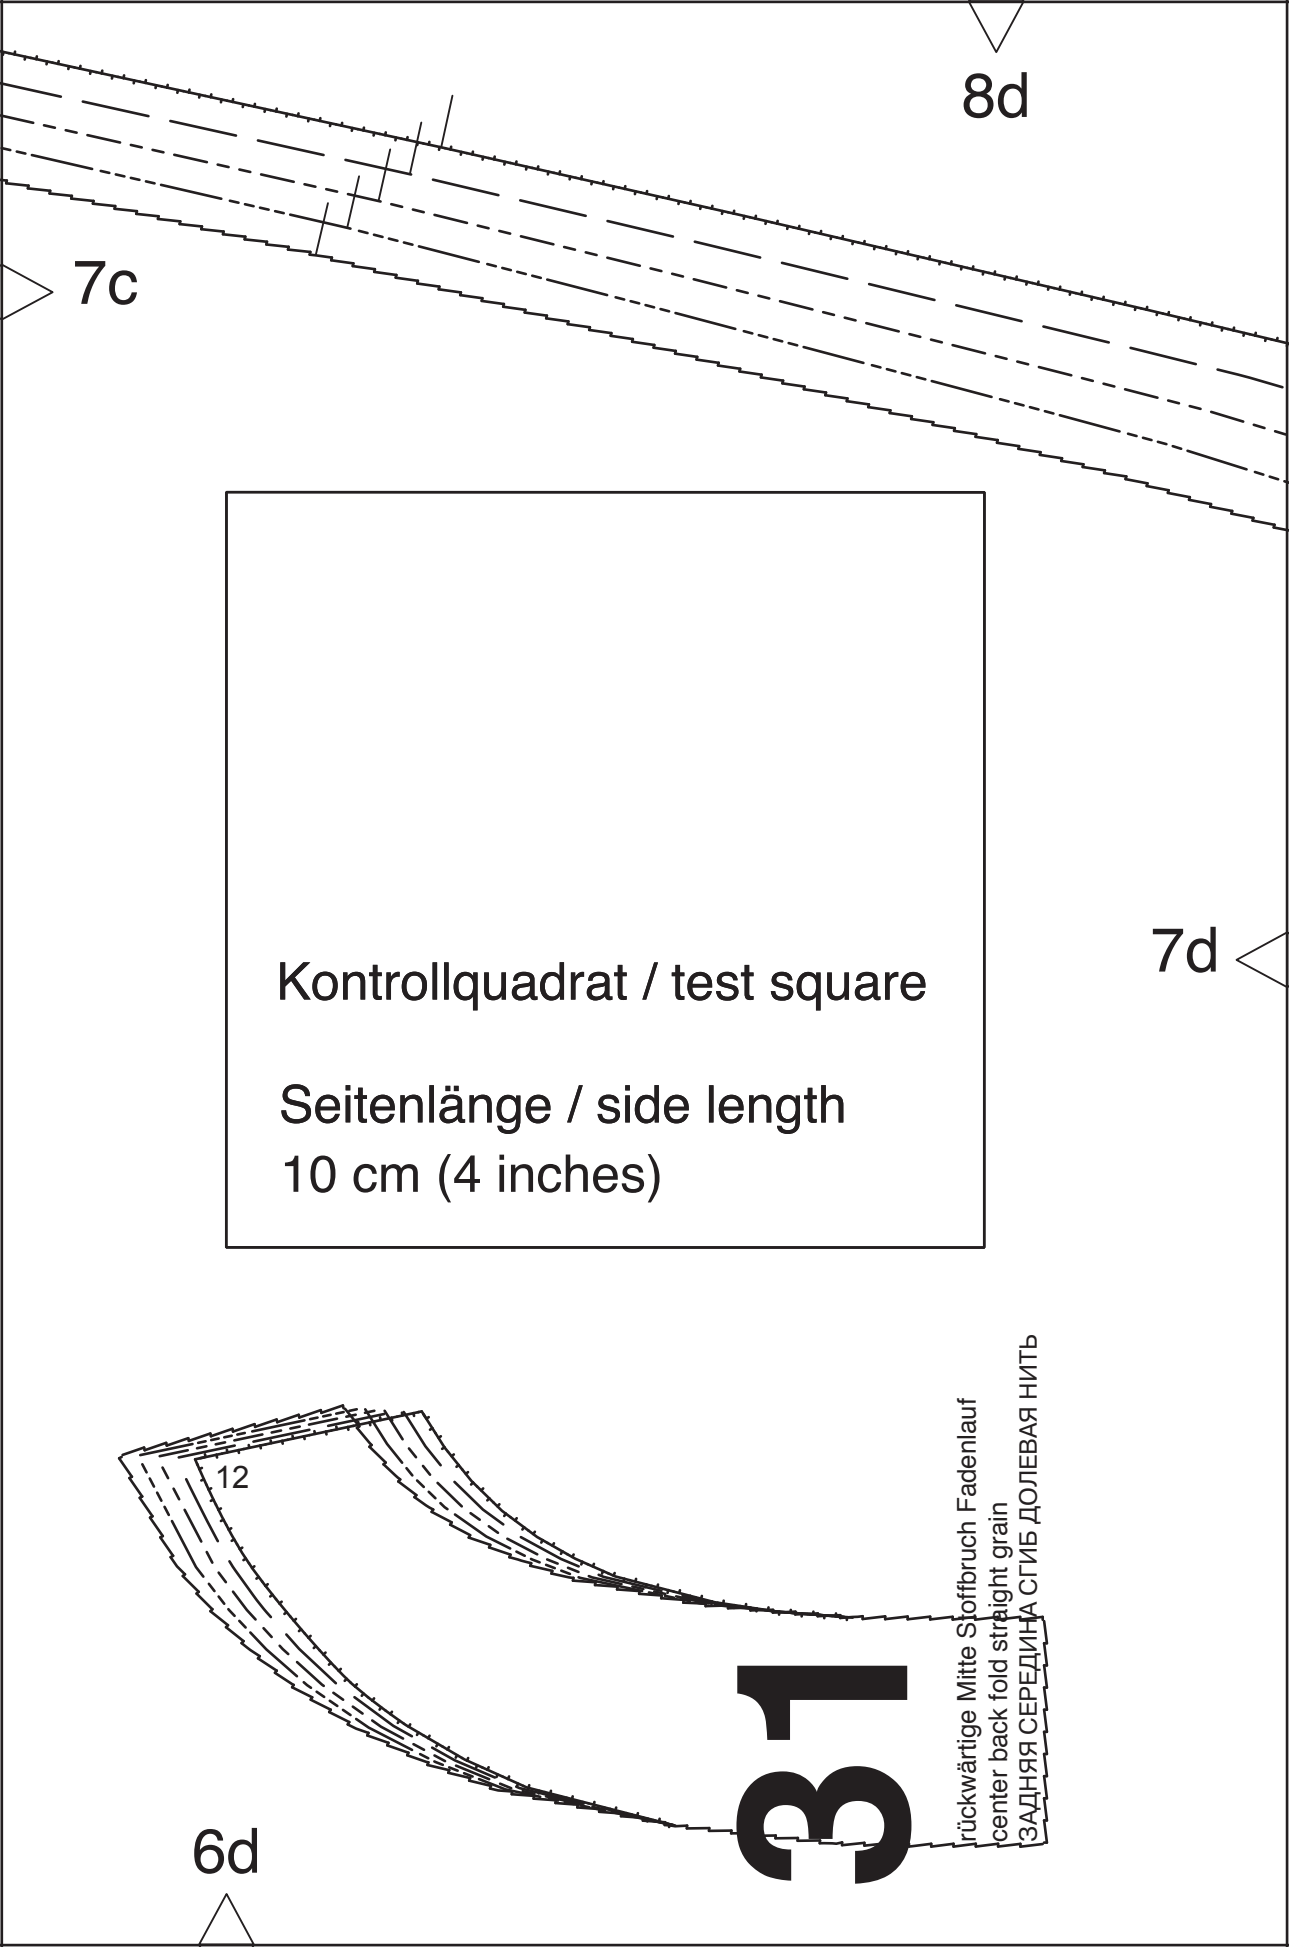 8d
7c
7d
Kontrollquadrat / test square
Seitenlänge / side length
10 cm (4 inches)
12
31
rückwärtige Mitte Stoffbruch Fadenlauf
center back fold straight grain
ЗАДНЯЯ СЕРЕДИНА СГИБ ДОЛЕВАЯ НИТЬ
6d